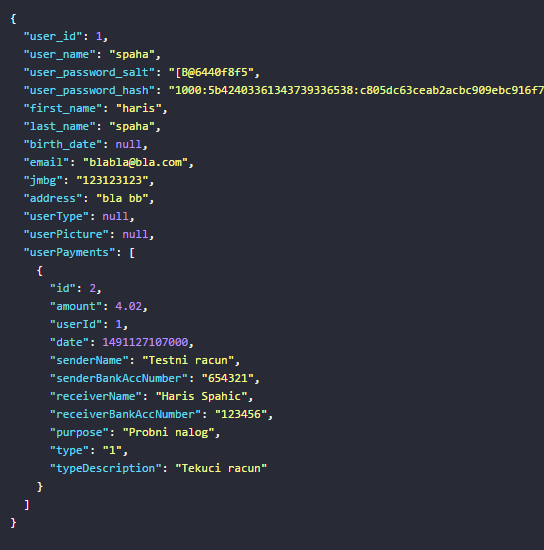 {
"user_id": 1,
"user_name": "spaha",
"user_password_salt": "[B@6440f8f5",
"user_password_hash": "1000:5b42403361343739336538:c805dc63ceab2acbc909ebc916f7
"first_name": "haris",
"last_name": "spaha",
"birth_date": null,
"email": "blabla@bla.com",
"jmbg": "123123123",
"address": "bla bb",
"userType": null,
"userPicture": null,
"userPayments": [
{
"id": 2,
"amount": 4.02,
"userId": 1,
"date": 1491127107000,
"senderName": "Testni racun",
"senderBankAccNumber": "654321",
"receiverName": "Haris Spahic",
"receiverBankAccNumber": "123456",
"purpose": "Probni nalog",
"type": "1",
"typeDescription": "Tekuci racun"
}
]
}